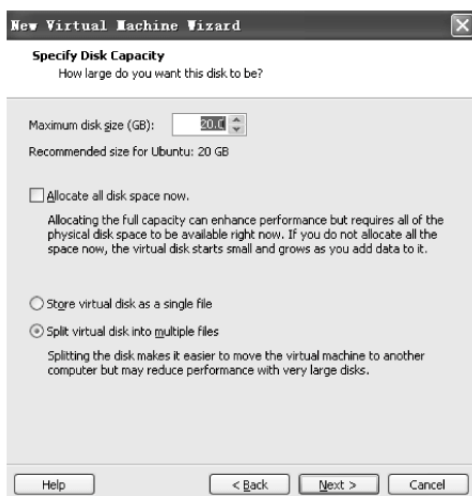 New Virtual Machine Wizard
Specify Disk Capacity
How large do you want this disk to be?
Maximum disk size (GB): 20.0
Recommended size for Ubuntu: 20 GB
Allocate all disk space now.
Allocating the full capacity can enhance performance but requires all of the
physical disk space to be available right now. If you do not allocate all the
space now, the virtual disk starts small and grows as you add data to it.
Store virtual disk as a single file
Split virtual disk into multiple files
Splitting the disk makes it easier to move the virtual machine to another
computer but may reduce performance with very large disks.
Help
< Back
Next >
Cancel